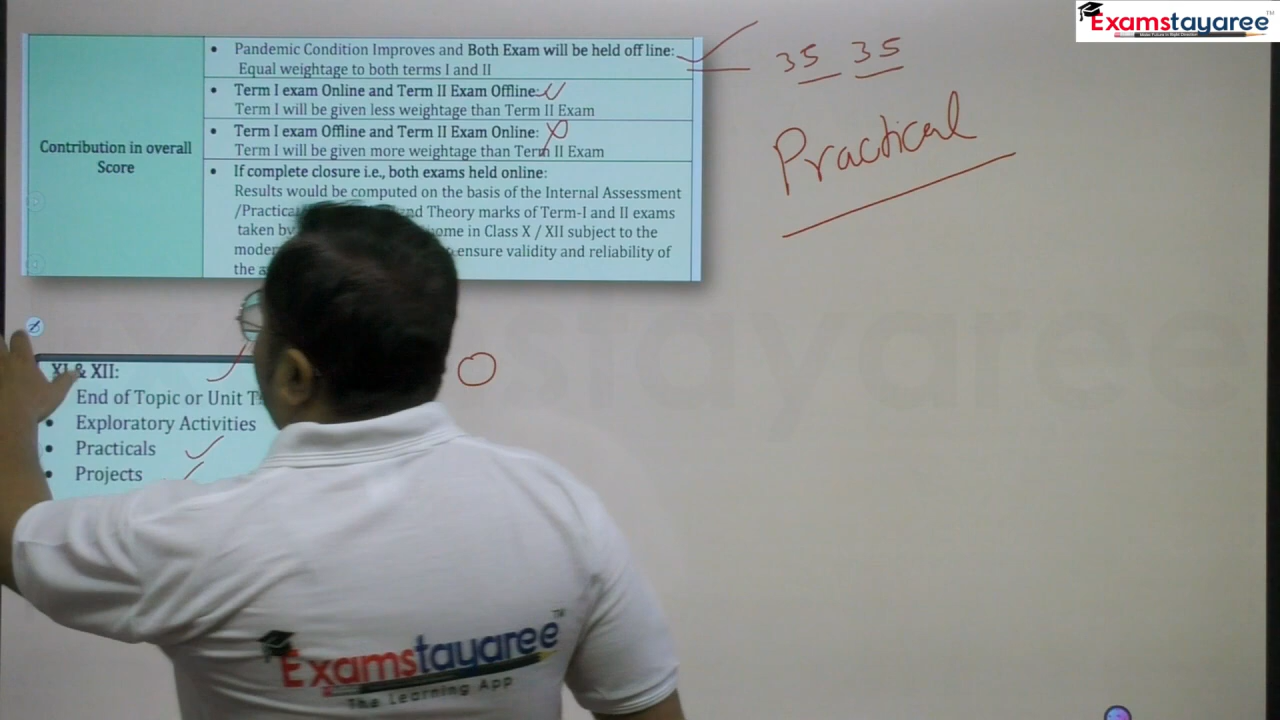 Examstayaree
TM
• Pandemic Condition Improves and Both Exam will be held off line:
Equal weightage to both terms I and II
35 35
• Term I exam Online and Term II Exam Offline:
Term I will be given less weightage than Term II Exam
• Term I exam Offline and Term II Exam Online:
Term I will be given more weightage than Term II Exam
Practical
Contribution in overall
Score
• If complete closure i.e., both exams held online:
Results would be computed on the basis of the Internal Assessment
/Practical and Theory marks of Term-I and II exams
taken by in Class X / XII subject to the
ensure validity and reliability of
the
XI & XII:
End of Topic or Unit
• Exploratory Activities
• Practicals
• Projects
Examstayaree
TM
The Learning App